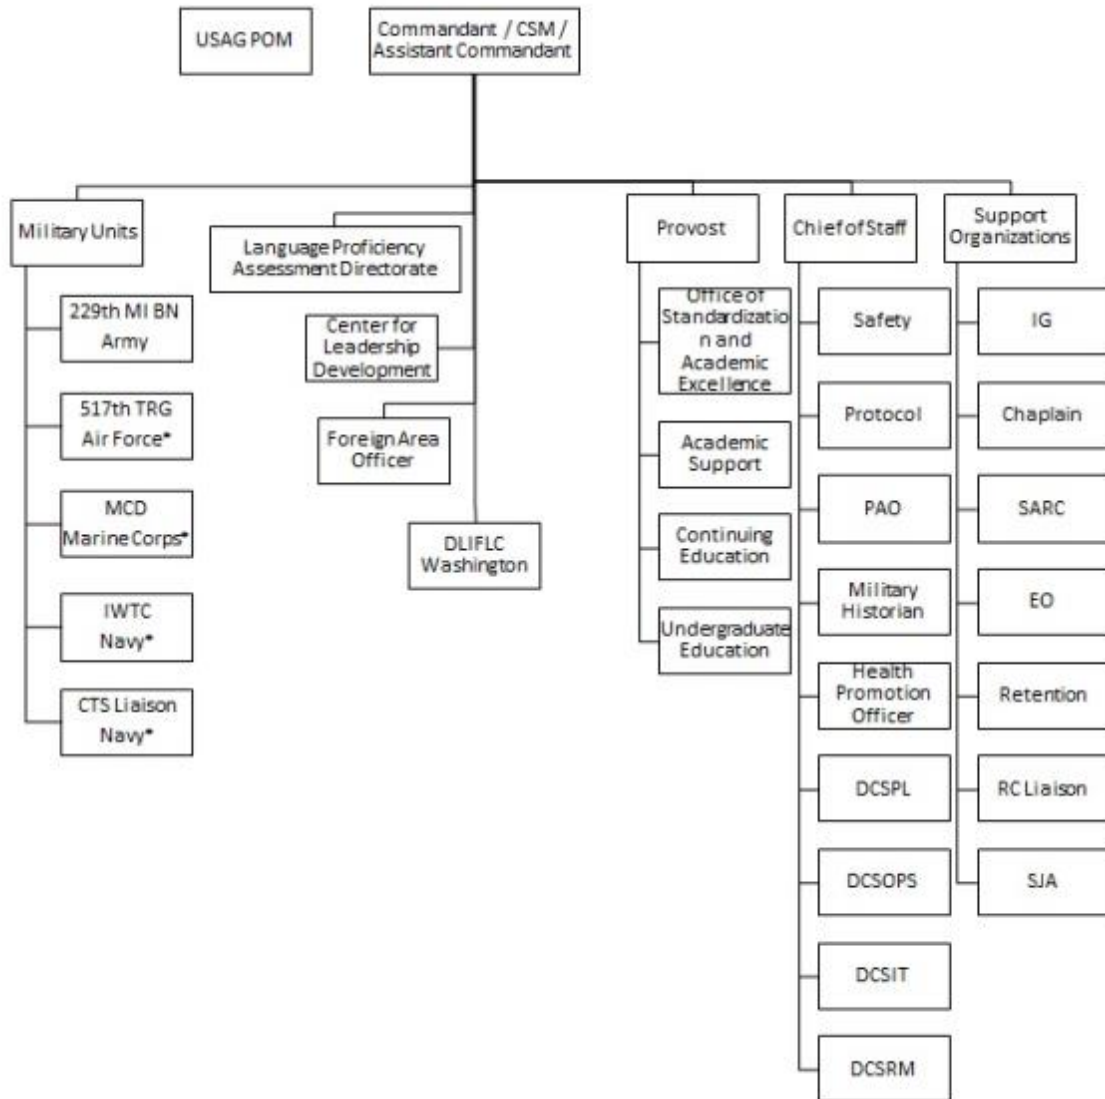 USAG POM
Commandant / CSM /
Assistant Commandant
Military Units
229th MI BN
Army
517th TRG
Air Force*
MCD
Marine Corps*
IWTC
Navy*
CTS Liaison
Navy*
Language Proficiency
Assessment Directorate
Center for
Leadership
Development
Foreign Area
Officer
DLIFLC
Washington
Provost
Office of
Standardizatio
n and
Academic
Excellence
Academic
Support
Continuing
Education
Undergraduate
Education
Chief of Staff
Safety
Protocol
PAO
Military
Historian
Health
Promotion
Officer
DCSPL
DCSOPS
DCSIT
DCSRM
Support
Organizations
IG
Chaplain
SARC
EO
Retention
RC Liaison
SJA